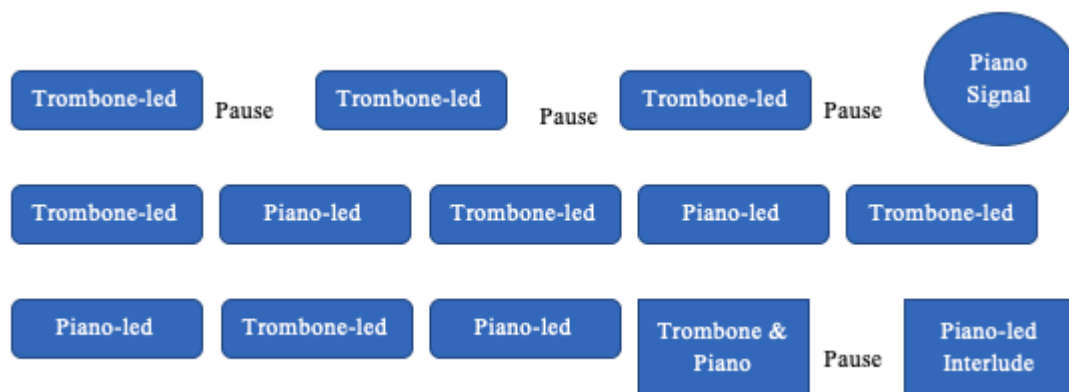 Trombone-led Pause Trombone-led Pause Trombone-led Pause Piano
Signal
Trombone-led Piano-led Trombone-led Piano-led Trombone-led
Piano-led Trombone-led Piano-led Trombone &
Piano Pause Piano-led
Interlude